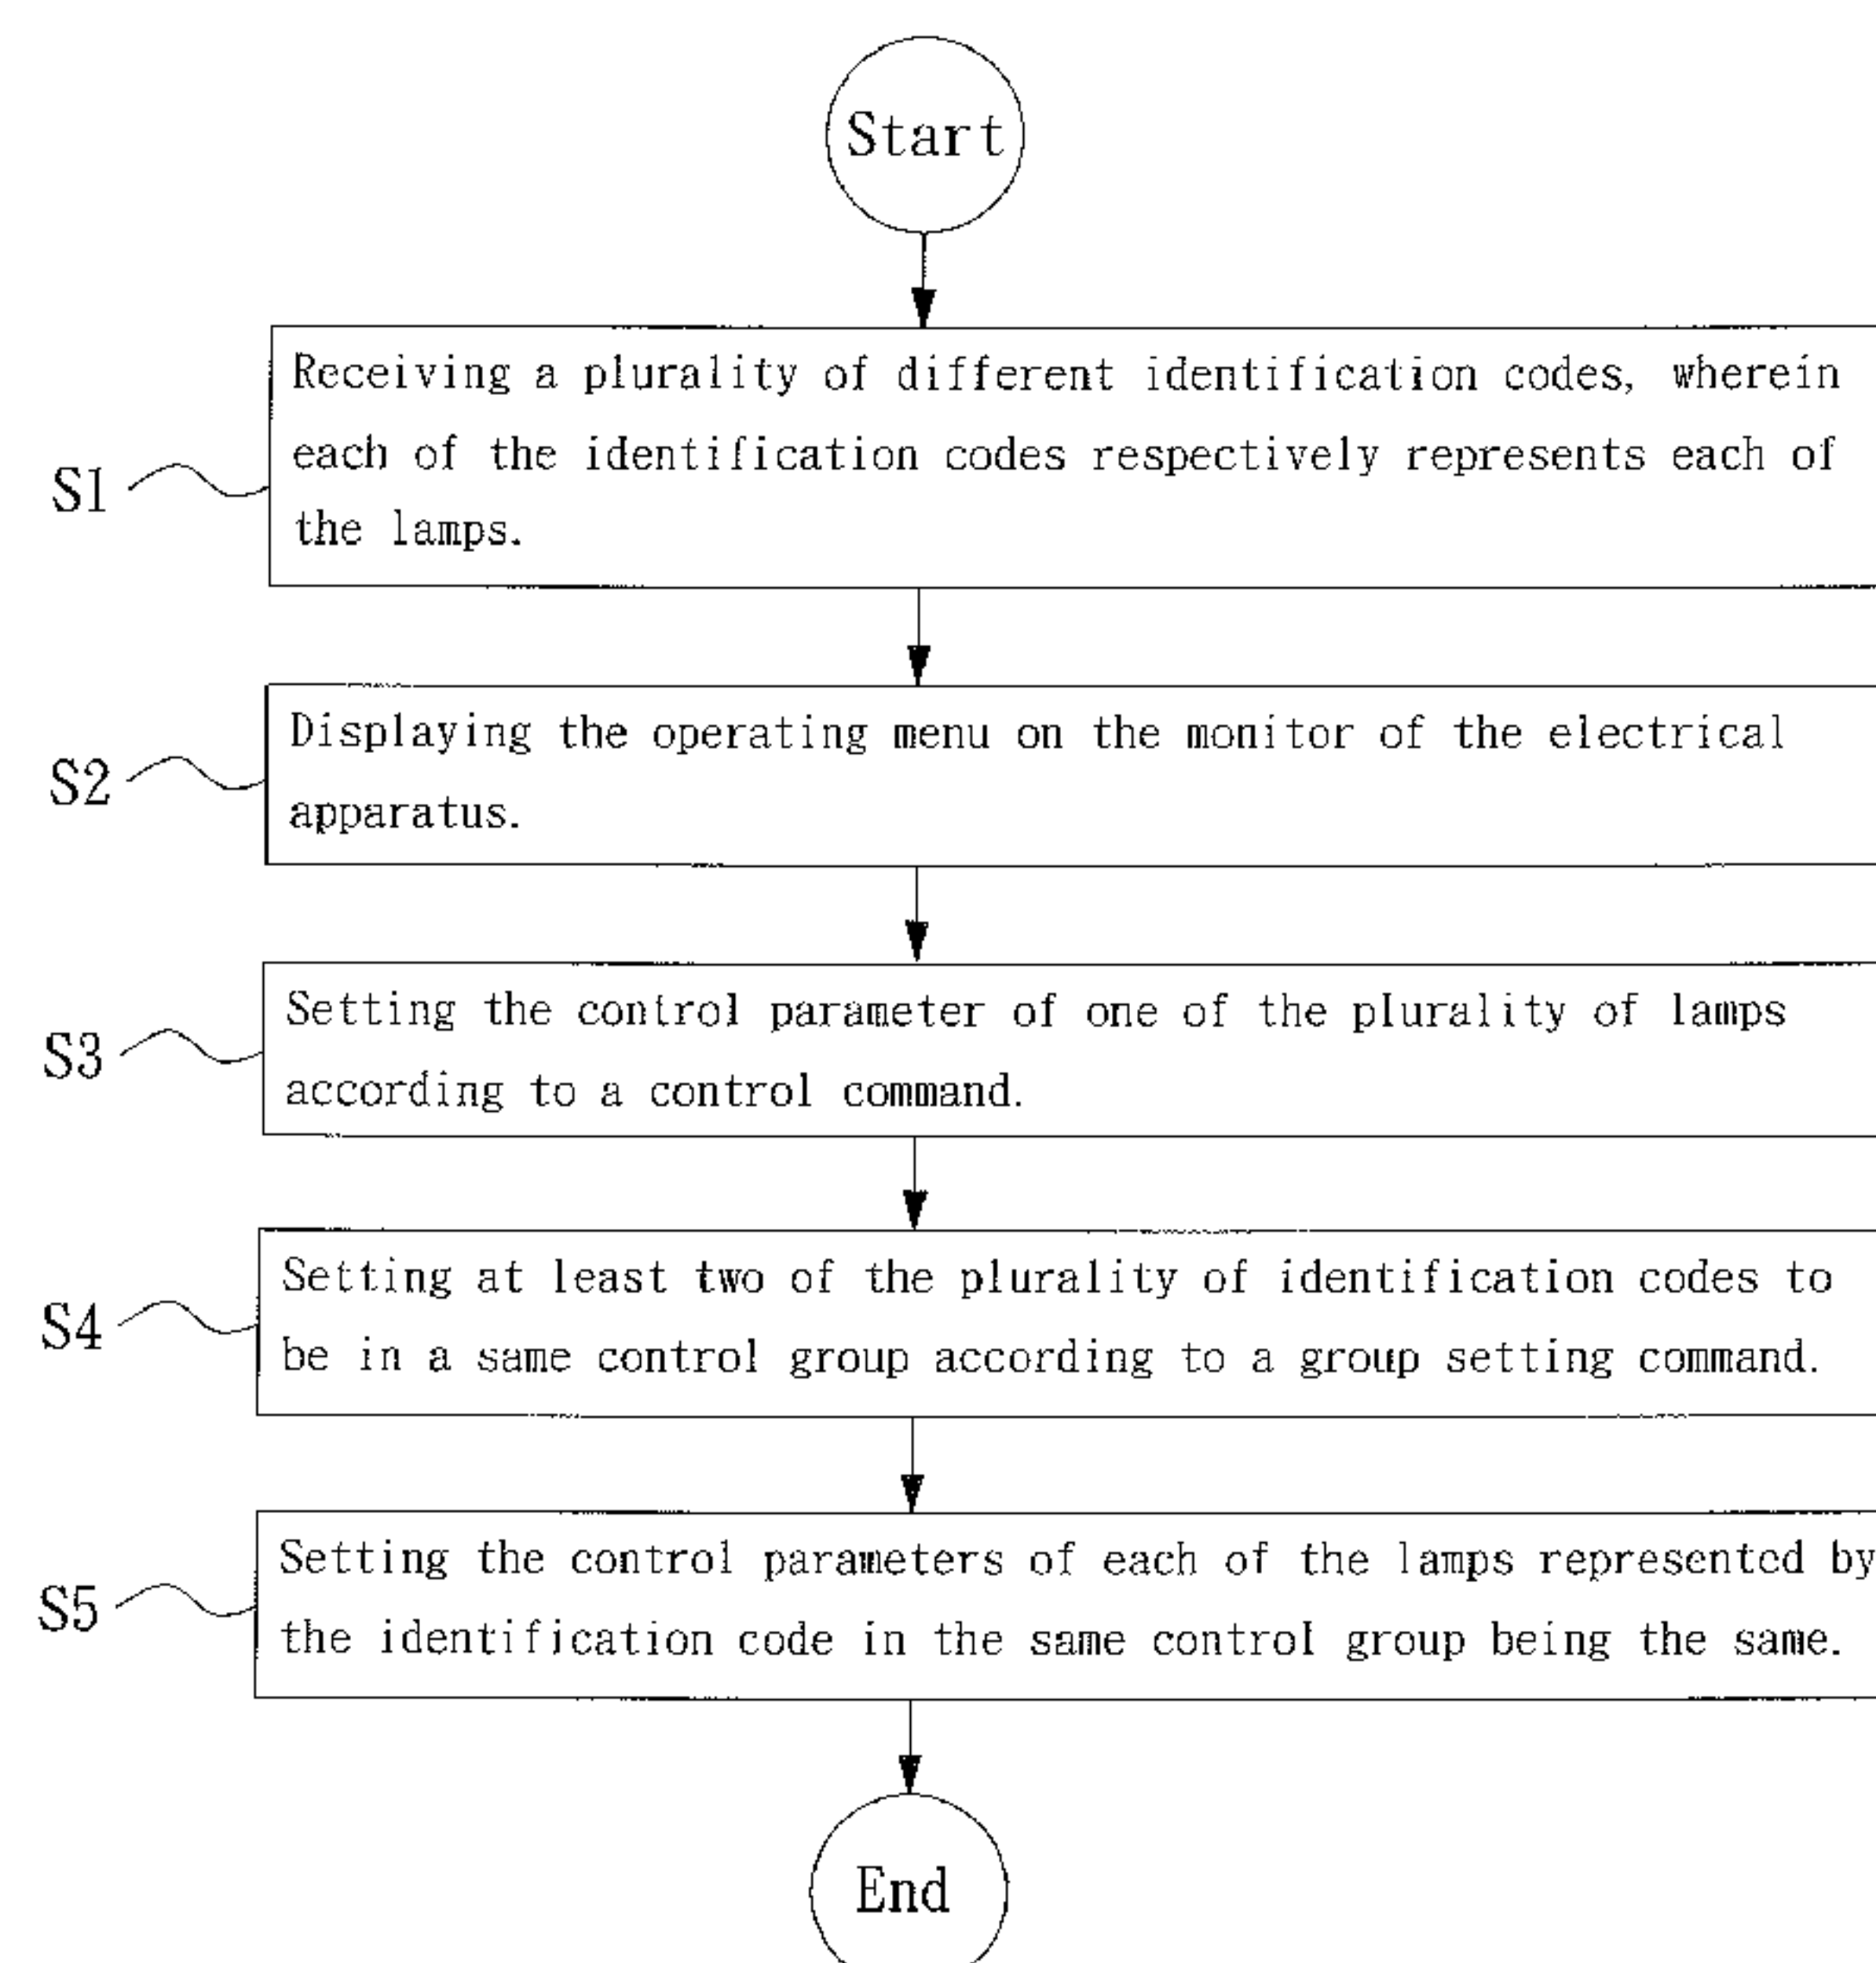 Start
Receiving a plurality of different identification codes, wherein
each of the identification codes respectively represents each of
the lamps.
S1
Displaying the operating menu on the monitor of the electrical
apparatus.
S2
Setting the control parameter of one of the plurality of lamps
according to a control command.
S3
Setting at least two of the plurality of identification codes to
be in a same control group according to a group setting command.
S4
Setting the control parameters of each of the lamps represented by
the identification code in the same control group being the same.
S5
End